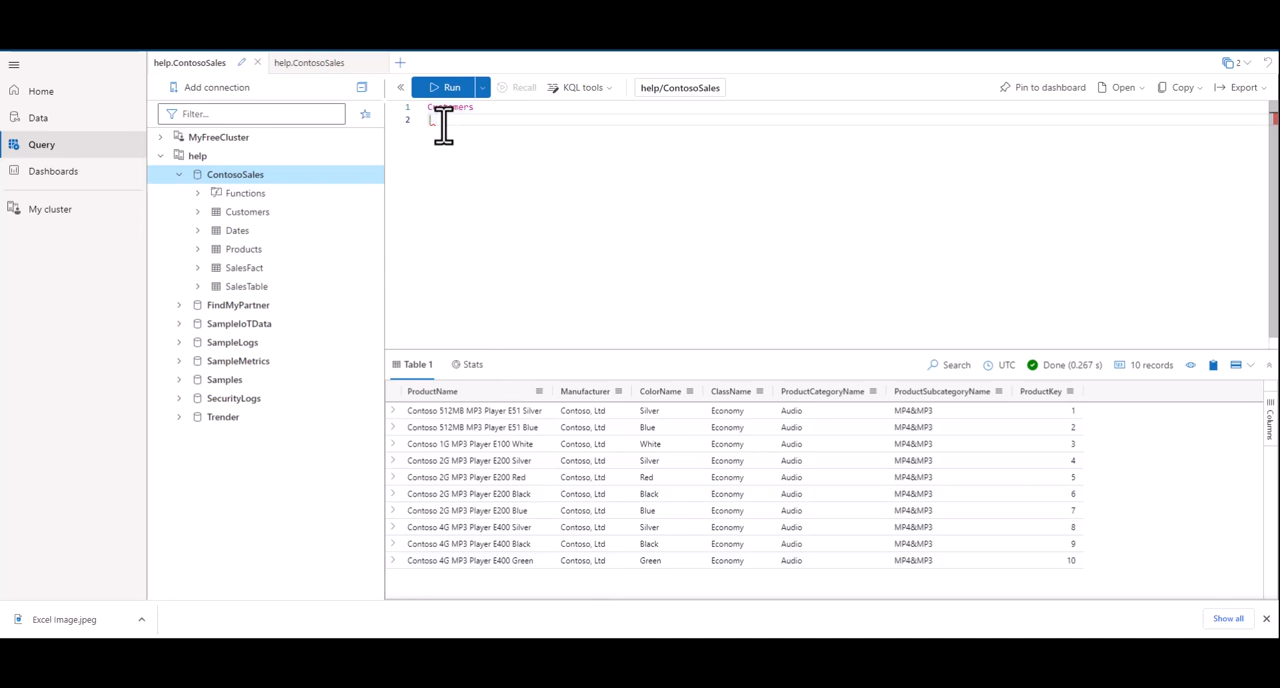 help.ContosoSales help.ContosoSales 2
Add connection Run Recall KQL tools help/ContosoSales Pin to dashboard Open Copy Export
Home
Data
Query
Dashboards
My cluster
Filter...
MyFreeCluster
help
ContosoSales
Functions
Customers
Dates
Products
SalesFact
SalesTable
FindMyPartner
SampleIoTData
SampleLogs
SampleMetrics
Samples
SecurityLogs
Trender
1 Customers
2 |
Table 1 Stats Search UTC Done (0.267 s) 10 records
ProductName Manufacturer ColorName ClassName ProductCategoryName ProductSubcategoryName ProductKey
Contoso 512MB MP3 Player E51 Silver Contoso, Ltd Silver Economy Audio MP4&MP3 1
Contoso 512MB MP3 Player E51 Blue Contoso, Ltd Blue Economy Audio MP4&MP3 2
Contoso 1G MP3 Player E100 White Contoso, Ltd White Economy Audio MP4&MP3 3
Contoso 2G MP3 Player E200 Silver Contoso, Ltd Silver Economy Audio MP4&MP3 4
Contoso 2G MP3 Player E200 Red Contoso, Ltd Red Economy Audio MP4&MP3 5
Contoso 2G MP3 Player E200 Black Contoso, Ltd Black Economy Audio MP4&MP3 6
Contoso 2G MP3 Player E200 Blue Contoso, Ltd Blue Economy Audio MP4&MP3 7
Contoso 4G MP3 Player E400 Silver Contoso, Ltd Silver Economy Audio MP4&MP3 8
Contoso 4G MP3 Player E400 Black Contoso, Ltd Black Economy Audio MP4&MP3 9
Contoso 4G MP3 Player E400 Green Contoso, Ltd Green Economy Audio MP4&MP3 10
Columns
Excel Image.jpeg Show all